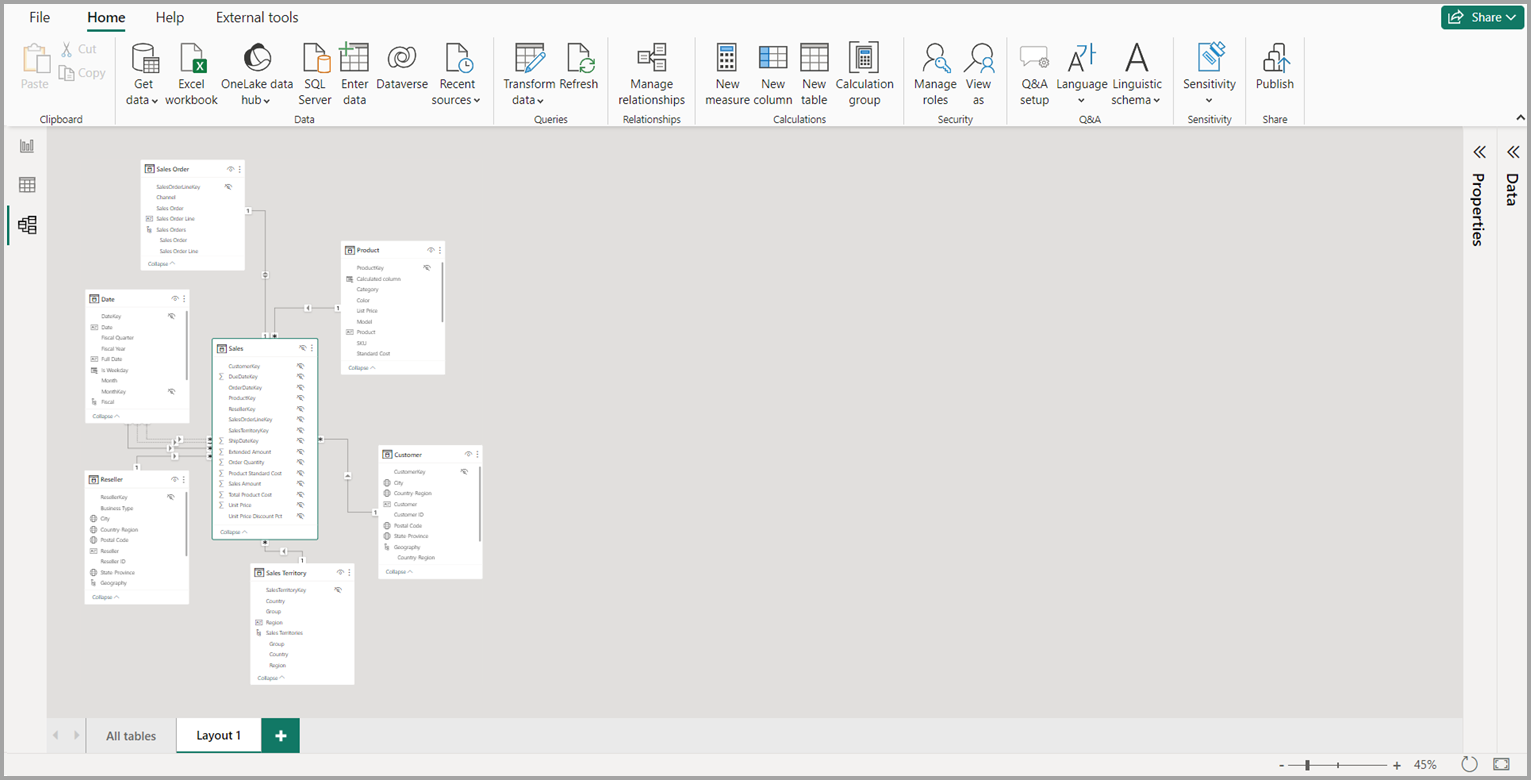 File Home Help External tools
Share
Paste
Cut
Copy
Clipboard
Get data
Excel workbook
OneLake data hub
SQL Server
Enter data
Dataverse
Recent sources
Data
Transform data
Refresh
Queries
Manage relationships
Relationships
New measure
New column
New table
Calculation group
Calculations
Manage roles
View as
Security
Q&A setup
Language
Linguistic schema
Q&A
Sensitivity
Sensitivity
Publish
Share
Sales Order
SalesOrderLineKey
Channel
Sales Order
Sales Order Line
Sales Orders
Sales Order
Sales Order Line
Collapse
1
Product
ProductKey
Calculated column
Category
Color
List Price
Model
Product
SKU
Standard Cost
Collapse
1
Date
DateKey
Date
Fiscal Quarter
Fiscal Year
Full Date
Is Weekday
Month
MonthKey
Fiscal
Collapse
1
*
Sales
CustomerKey
DueDateKey
OrderDateKey
ProductKey
ResellerKey
SalesOrderLineKey
SalesTerritoryKey
ShipDateKey
Extended Amount
Order Quantity
Product Standard Cost
Sales Amount
Total Product Cost
Unit Price
Unit Price Discount Pct
Collapse
Customer
CustomerKey
City
Country-Region
Customer
Customer ID
Postal Code
State-Province
Geography
Country-Region
Collapse
1
Reseller
ResellerKey
Business Type
City
Country-Region
Postal Code
Reseller
Reseller ID
State-Province
Geography
Collapse
1
Sales Territory
SalesTerritoryKey
Country
Group
Region
Sales Territories
Group
Country
Region
Collapse
1
Properties
Data
All tables
Layout 1
+
- + 45%